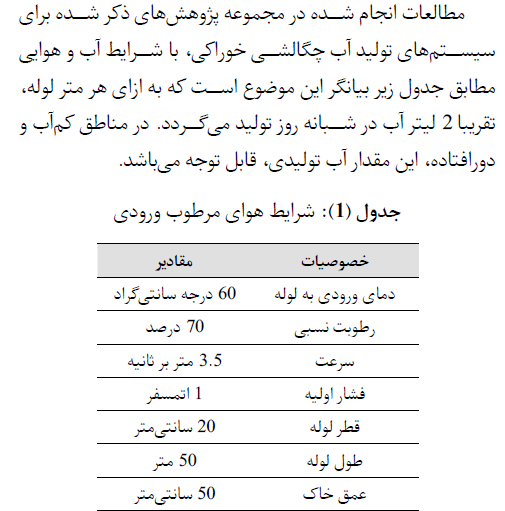 مطالعات انجام شده در مجموعه پژوهش‌های ذکر شده برای
سیستم‌های تولید آب چگالشی خوراکی، با شرایط آب و هوایی
مطابق جدول زیر بیانگر این موضوع است که به ازای هر متر لوله،
تقریبا 2 لیتر آب در شبانه روز تولید می‌گردد. در مناطق کم‌آب و
دورافتاده، این مقدار آب تولیدی، قابل توجه می‌باشد.
جدول (1): شرایط هوای مرطوب ورودی
خصوصیات مقادیر
دمای ورودی به لوله 60 درجه سانتی‌گراد
رطوبت نسبی 70 درصد
سرعت 3.5 متر بر ثانیه
فشار اولیه 1 اتمسفر
قطر لوله 20 سانتی‌متر
طول لوله 50 متر
عمق خاک 50 سانتی‌متر